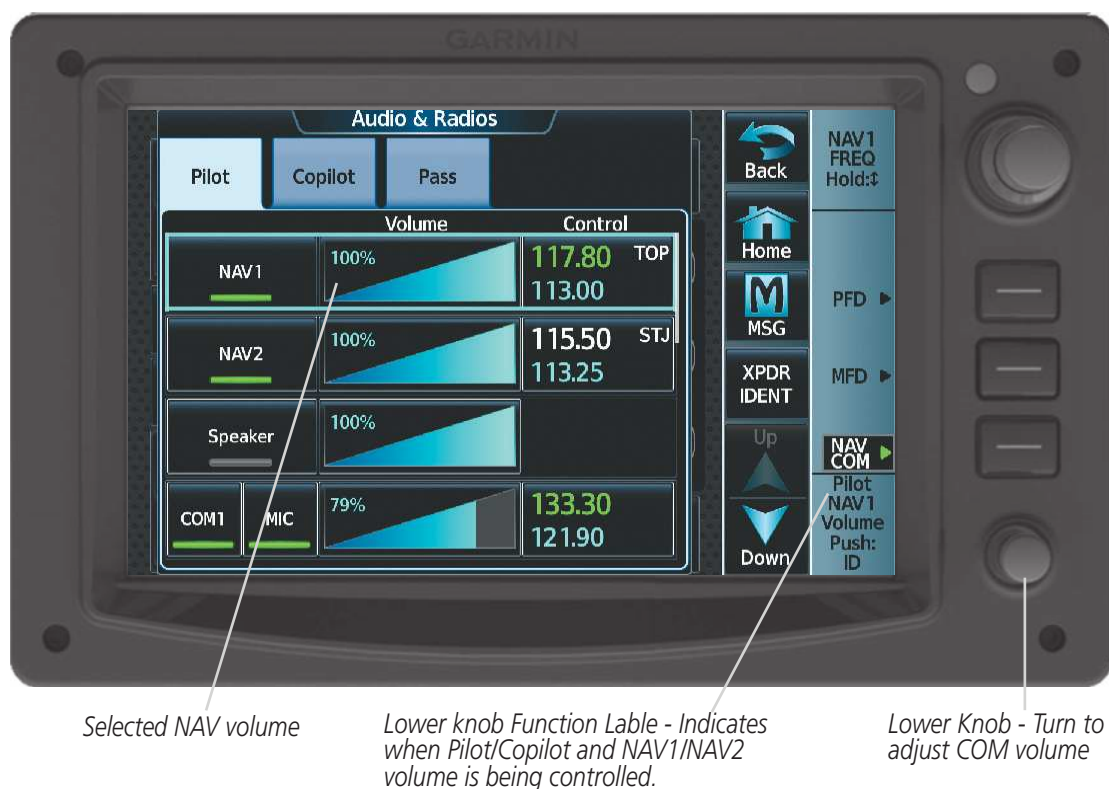 GARMIN
Audio & Radios
Pilot
Copilot
Pass
Volume
Control
NAV1
100%
117.80 TOP
113.00
NAV2
100%
115.50 STJ
113.25
Speaker
100%
COM1
MIC
79%
133.30
121.90
Back
Home
MSG
XPDR
IDENT
Up
Down
NAV1
FREQ
Hold:↕
PFD
MFD
NAV
COM
Pilot
NAV1
Volume
Push:
ID
Selected NAV volume
Lower knob Function Lable - Indicates
when Pilot/Copilot and NAV1/NAV2
volume is being controlled.
Lower Knob - Turn to
adjust COM volume